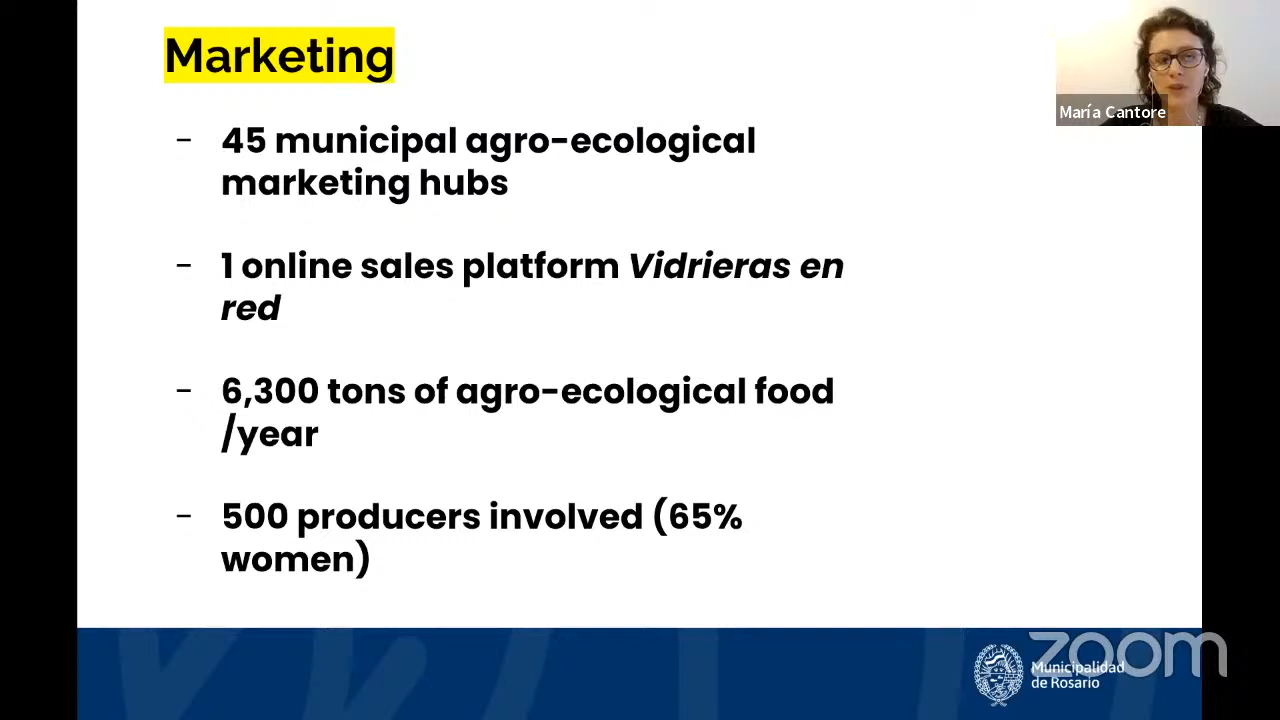 Marketing
María Cantore
- 45 municipal agro-ecological
marketing hubs
- 1 online sales platform Vidrieras en
red
- 6,300 tons of agro-ecological food
/year
- 500 producers involved (65%
women)
zoom
Municipalidad
de Rosario